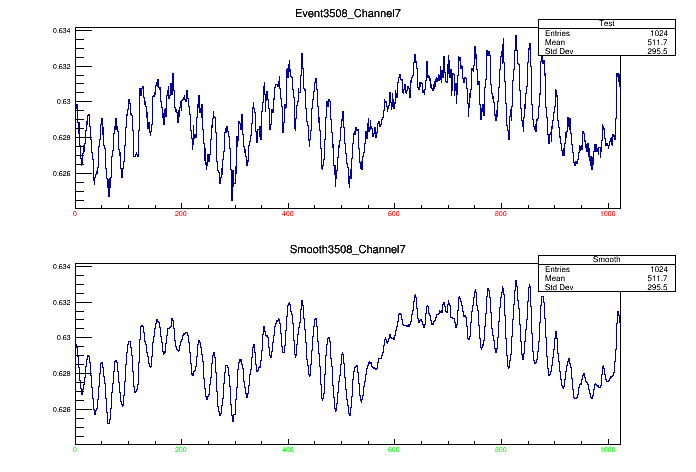 Event3508_Channel7
Test
Entries 1024
Mean 511.7
Std Dev 295.5
0.634
0.632
0.63
0.628
0.626
0 200 400 600 800 1000
Smooth3508_Channel7
Smooth
Entries 1024
Mean 511.7
Std Dev 295.5
0.634
0.632
0.63
0.628
0.626
0 200 400 600 800 1000